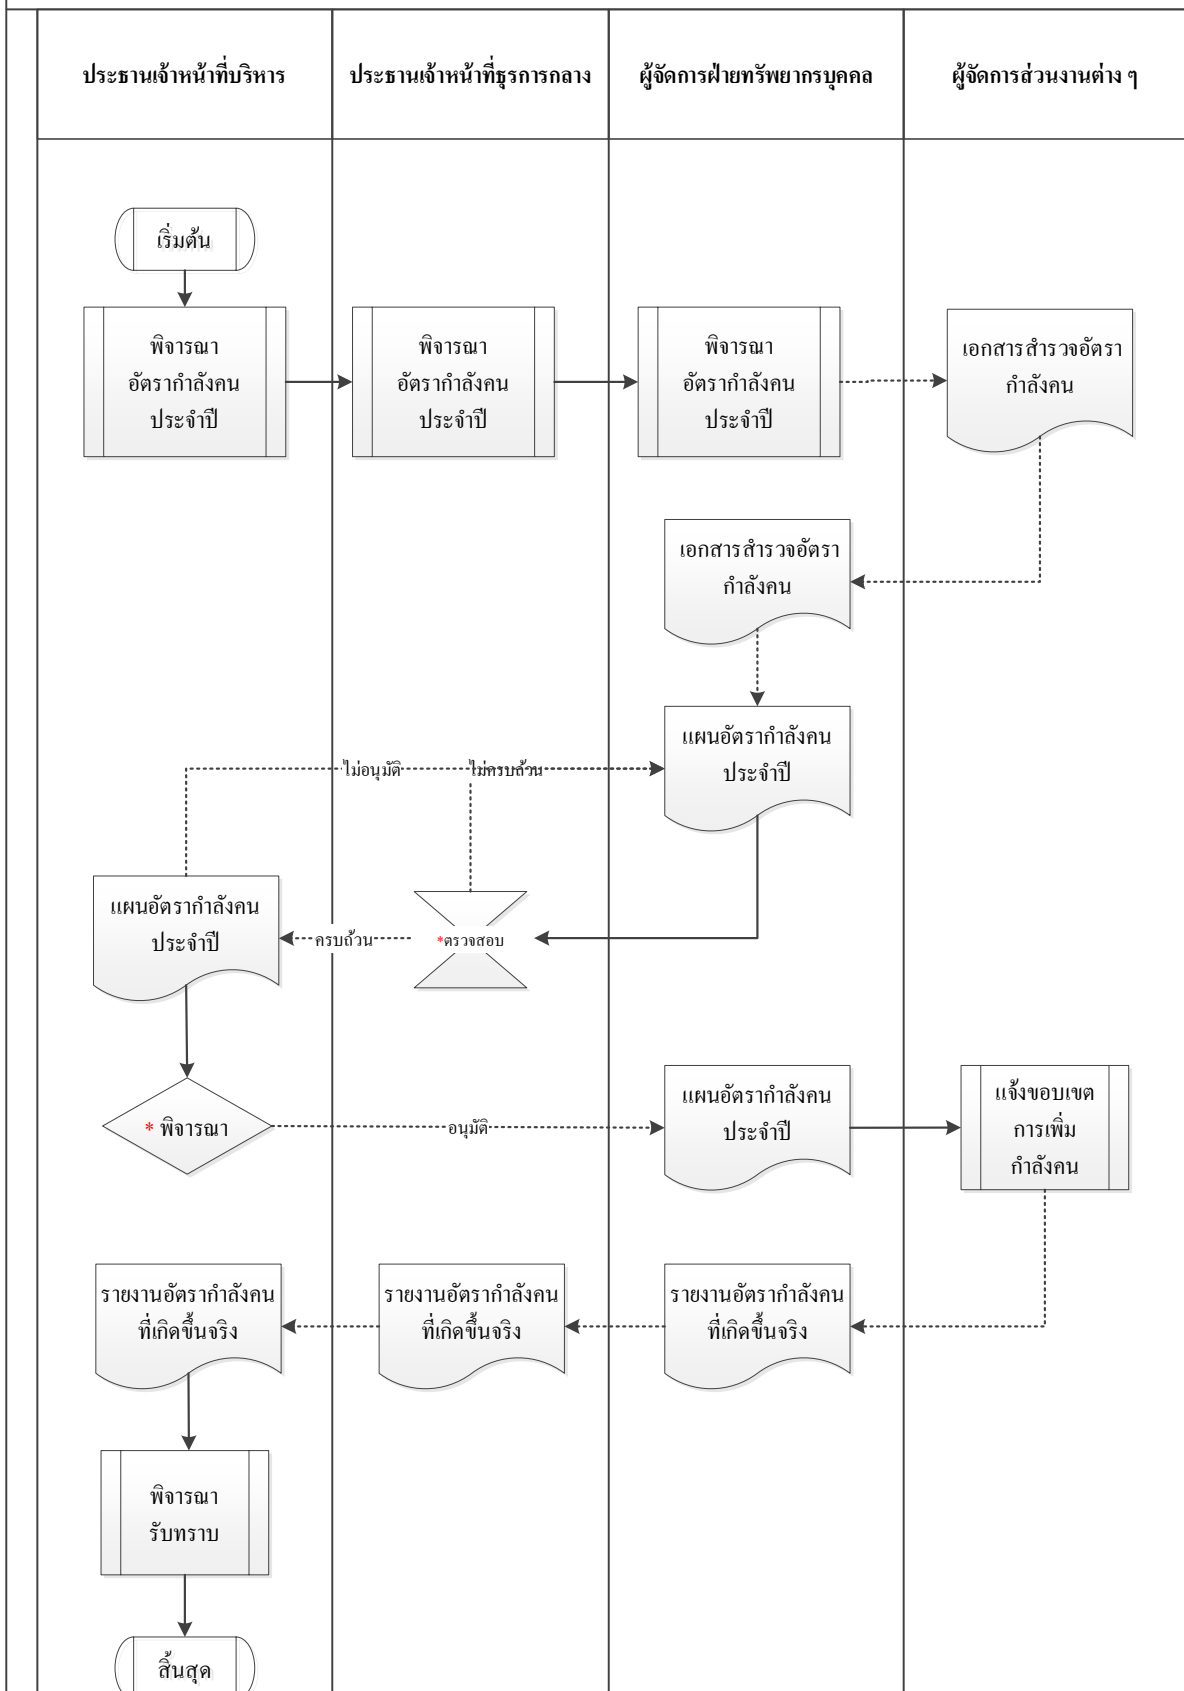 ประธานเจ้าหน้าที่บริหาร
ประธานเจ้าหน้าที่ธุรการกลาง
ผู้จัดการฝ่ายทรัพยากรบุคคล
ผู้จัดการส่วนงานต่าง ๆ
เริ่มต้น
พิจารณา
อัตรากำลังคน
ประจำปี
พิจารณา
อัตรากำลังคน
ประจำปี
พิจารณา
อัตรากำลังคน
ประจำปี
เอกสารสำรวจอัตรา
กำลังคน
เอกสารสำรวจอัตรา
กำลังคน
แผนอัตรากำลังคน
ประจำปี
ไม่อนุมัติ
ไม่ครบถ้วน
แผนอัตรากำลังคน
ประจำปี
ครบถ้วน
*ตรวจสอบ
* พิจารณา
อนุมัติ
แผนอัตรากำลังคน
ประจำปี
แจ้งขอบเขต
การเพิ่ม
กำลังคน
รายงานอัตรากำลังคน
ที่เกิดขึ้นจริง
รายงานอัตรากำลังคน
ที่เกิดขึ้นจริง
รายงานอัตรากำลังคน
ที่เกิดขึ้นจริง
พิจารณา
รับทราบ
สิ้นสุด